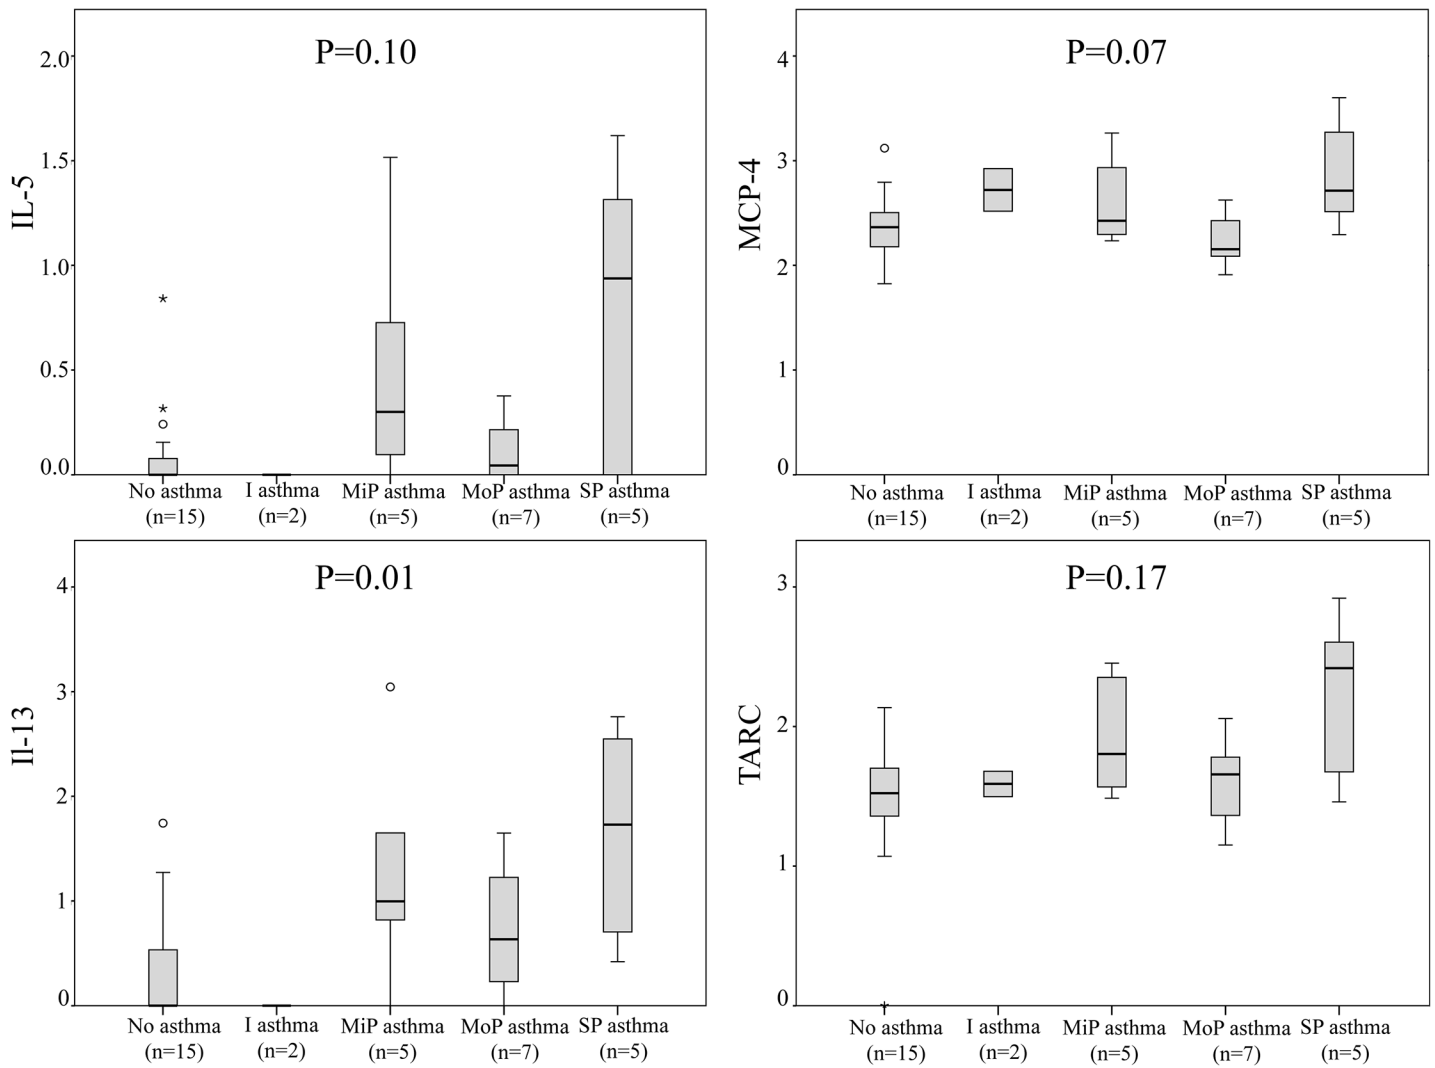 P=0.10
IL-5
2.0
1.5
1.0
0.5
0.0
No asthma
(n=15)
I asthma
(n=2)
MiP asthma
(n=5)
MoP asthma
(n=7)
SP asthma
(n=5)
P=0.07
MCP-4
4
3
2
1
0
No asthma
(n=15)
I asthma
(n=2)
MiP asthma
(n=5)
MoP asthma
(n=7)
SP asthma
(n=5)
P=0.01
Il-13
4
3
2
1
0
No asthma
(n=15)
I asthma
(n=2)
MiP asthma
(n=5)
MoP asthma
(n=7)
SP asthma
(n=5)
P=0.17
TARC
3
2
1
0
No asthma
(n=15)
I asthma
(n=2)
MiP asthma
(n=5)
MoP asthma
(n=7)
SP asthma
(n=5)